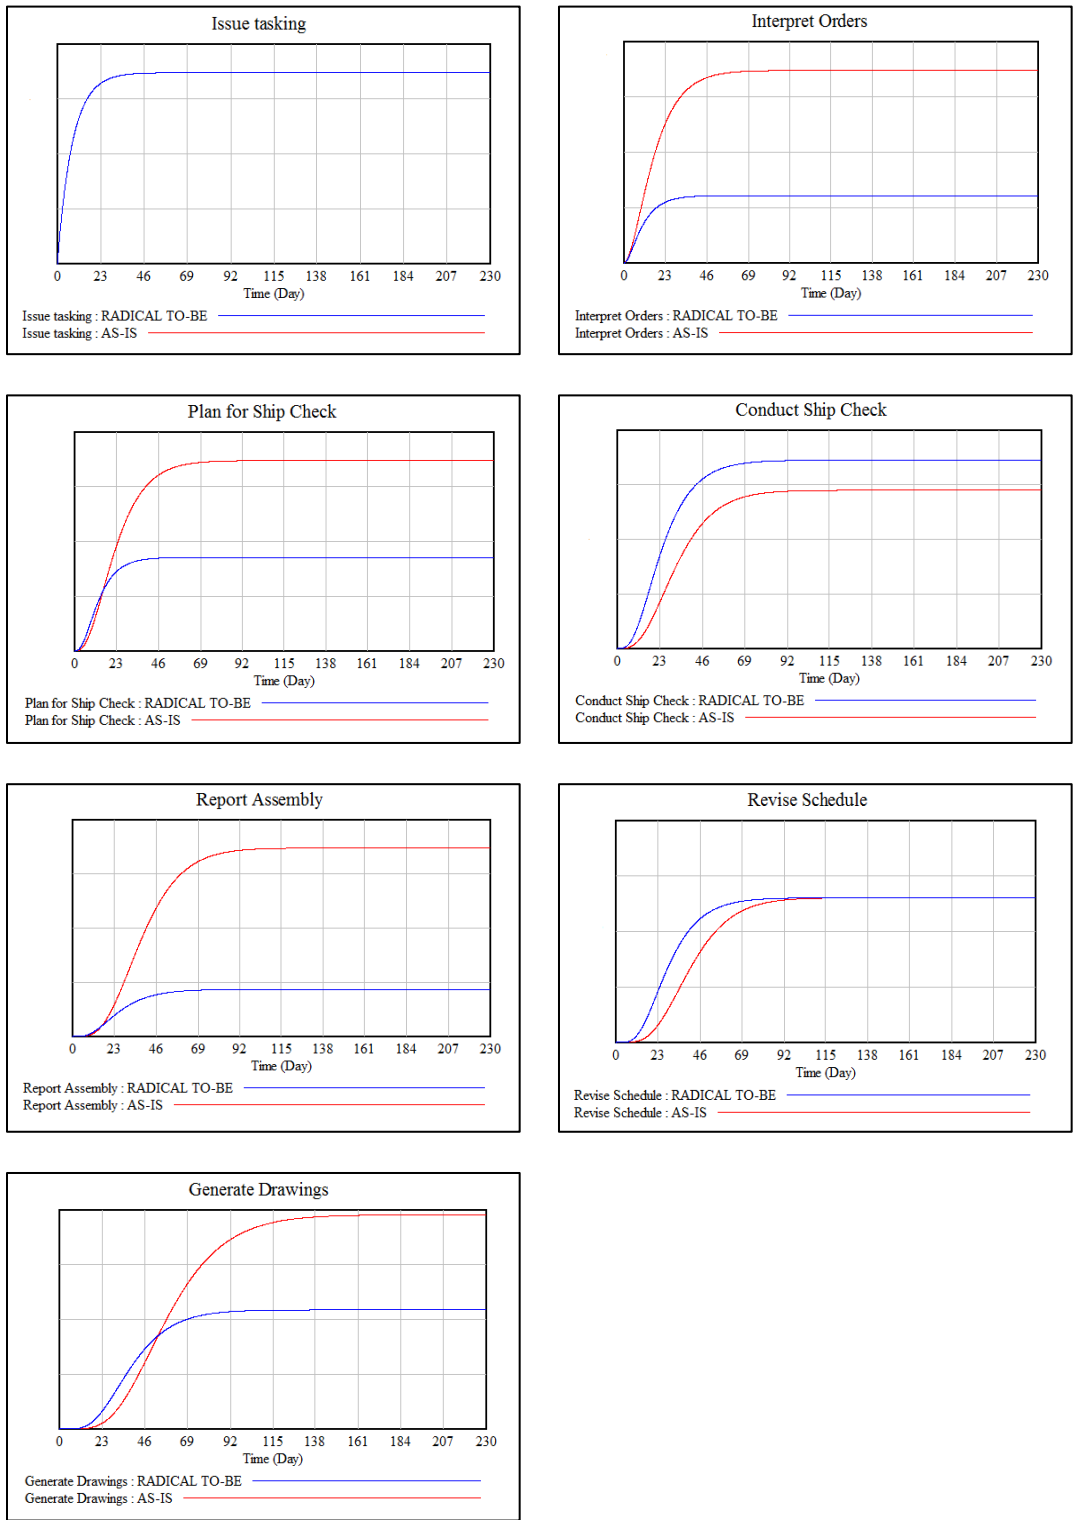 Issue tasking
0 23 46 69 92 115 138 161 184 207 230
Time (Day)
Issue tasking : RADICAL TO-BE
Issue tasking : AS-IS
Interpret Orders
0 23 46 69 92 115 138 161 184 207 230
Time (Day)
Interpret Orders : RADICAL TO-BE
Interpret Orders : AS-IS
Plan for Ship Check
0 23 46 69 92 115 138 161 184 207 230
Time (Day)
Plan for Ship Check : RADICAL TO-BE
Plan for Ship Check : AS-IS
Conduct Ship Check
0 23 46 69 92 115 138 161 184 207 230
Time (Day)
Conduct Ship Check : RADICAL TO-BE
Conduct Ship Check : AS-IS
Report Assembly
0 23 46 69 92 115 138 161 184 207 230
Time (Day)
Report Assembly : RADICAL TO-BE
Report Assembly : AS-IS
Revise Schedule
0 23 46 69 92 115 138 161 184 207 230
Time (Day)
Revise Schedule : RADICAL TO-BE
Revise Schedule : AS-IS
Generate Drawings
0 23 46 69 92 115 138 161 184 207 230
Time (Day)
Generate Drawings : RADICAL TO-BE
Generate Drawings : AS-IS